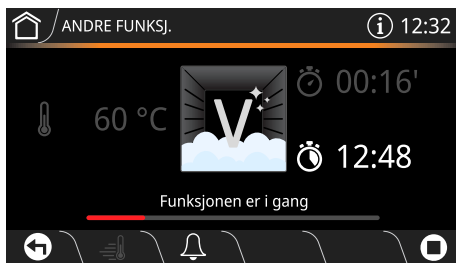 ANDRE FUNKSJ.
i 12:32
60 °C
V
00:16'
12:48
Funksjonen er i gang